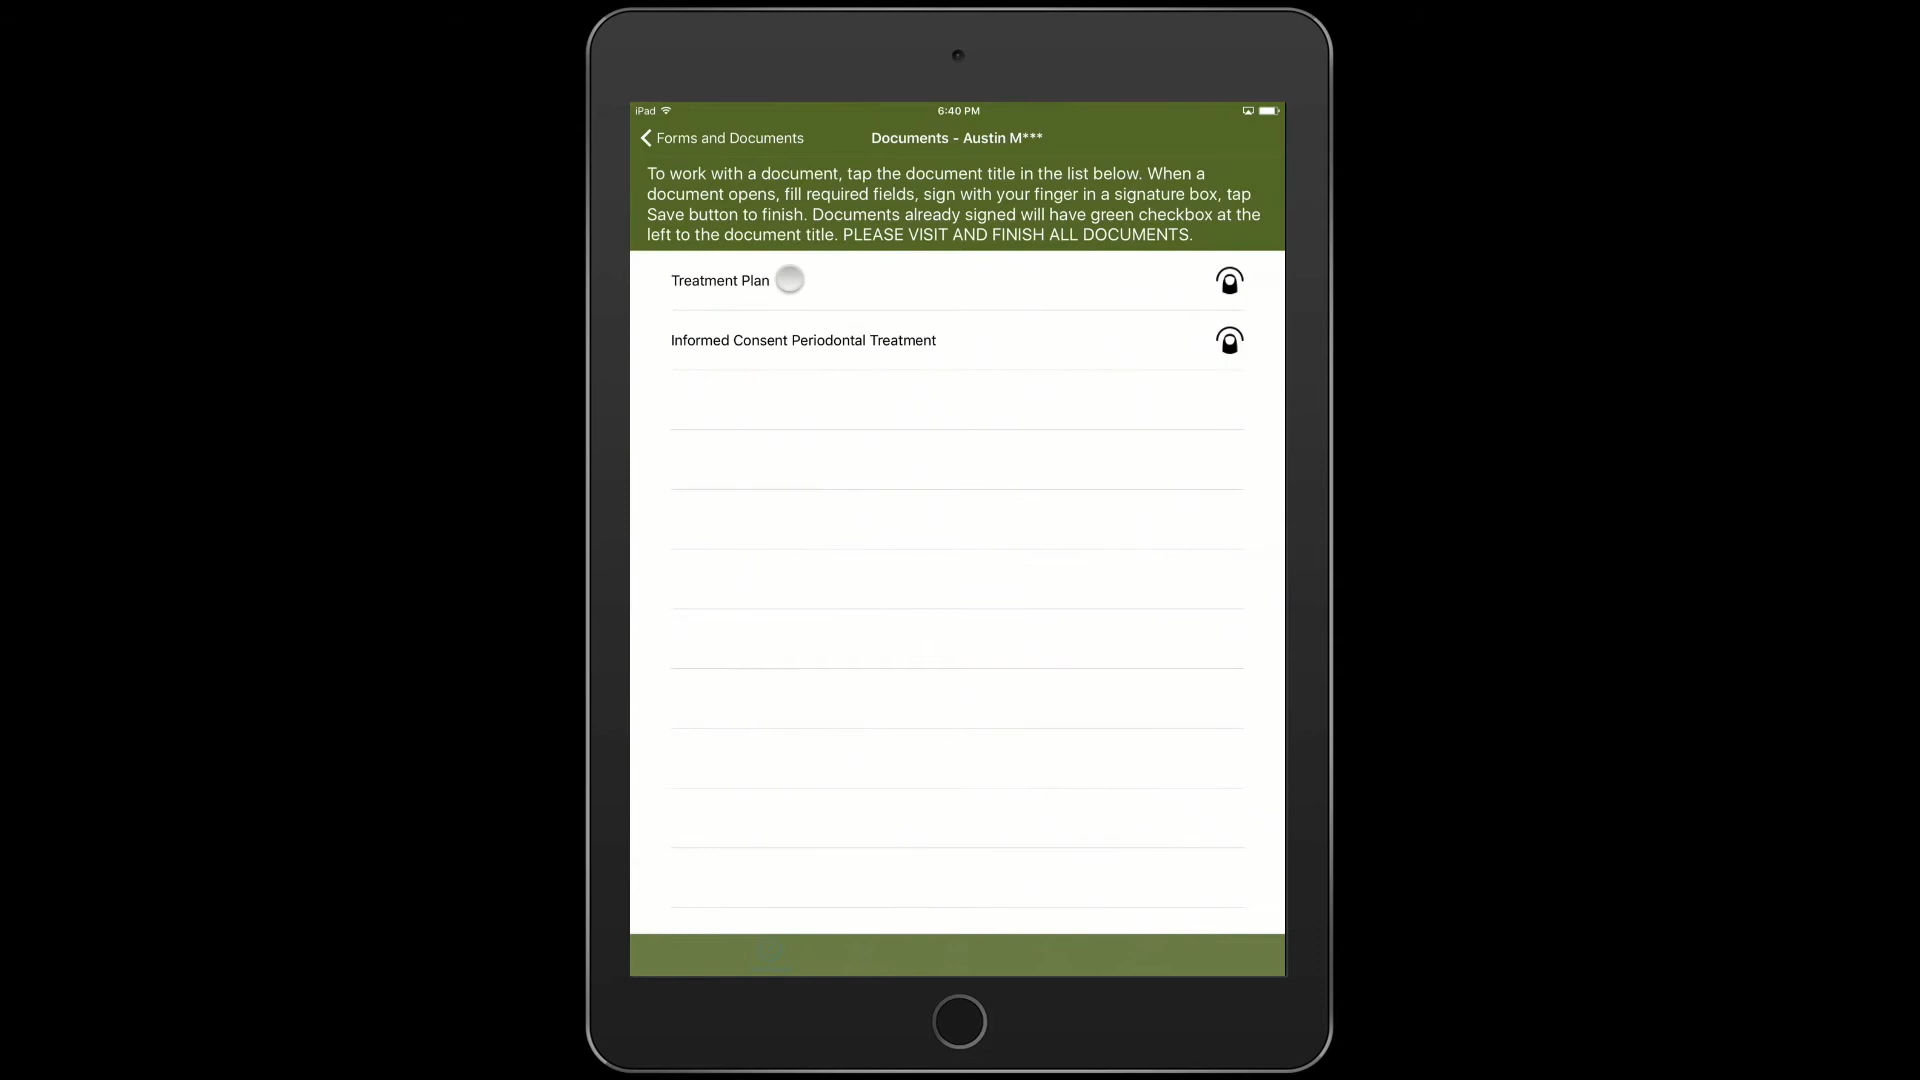 iPad
6:40 PM
Forms and Documents
Documents - Austin M***
To work with a document, tap the document title in the list below. When a
document opens, fill required fields, sign with your finger in a signature box, tap
Save button to finish. Documents already signed will have green checkbox at the
left to the document title. PLEASE VISIT AND FINISH ALL DOCUMENTS.
Treatment Plan
Informed Consent Periodontal Treatment